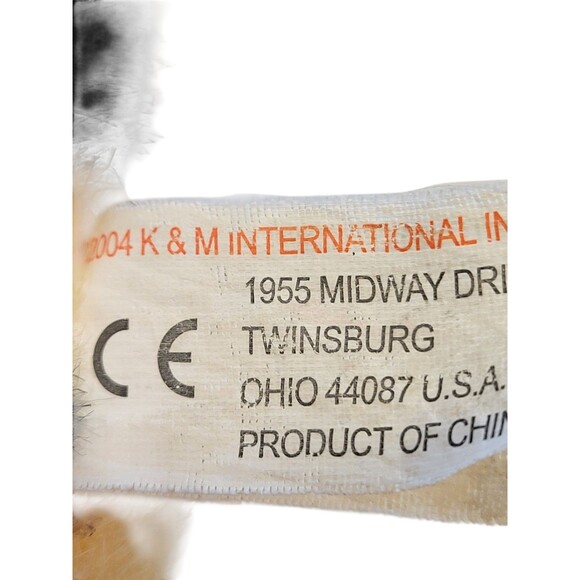 2004 K & M INTERNATIONAL IN
1955 MIDWAY DRI
CE TWINSBURG
OHIO 44087 U.S.A.
PRODUCT OF CHIN